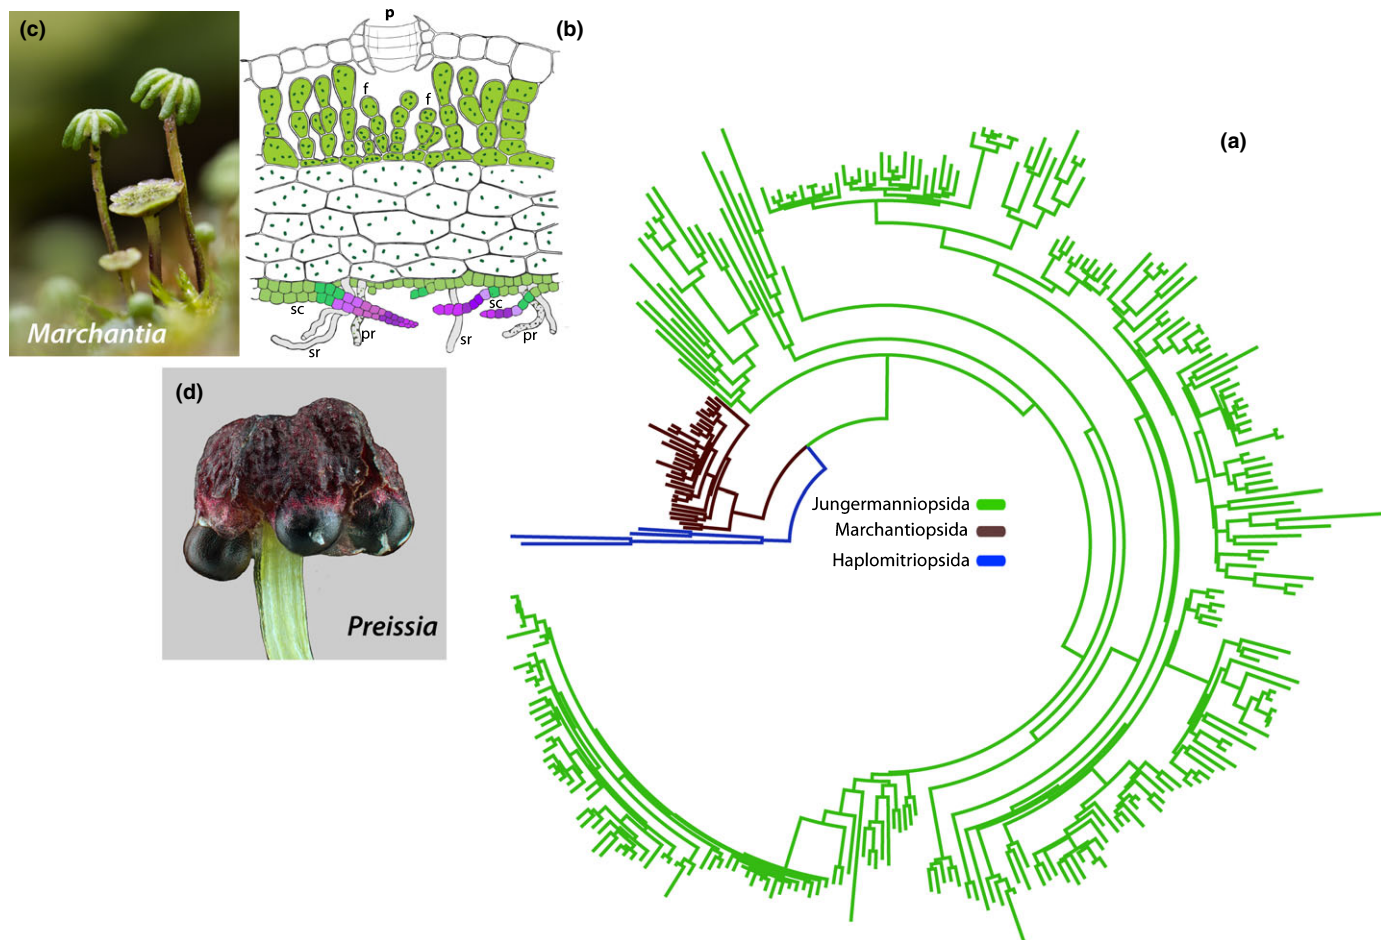 (c)
p
(b)
f
f
(a)
sc
sc
sr
pr
sr
pr
Marchantia
(d)
Preissia
Jungermanniopsida
Marchantiopsida
Haplomitriopsida